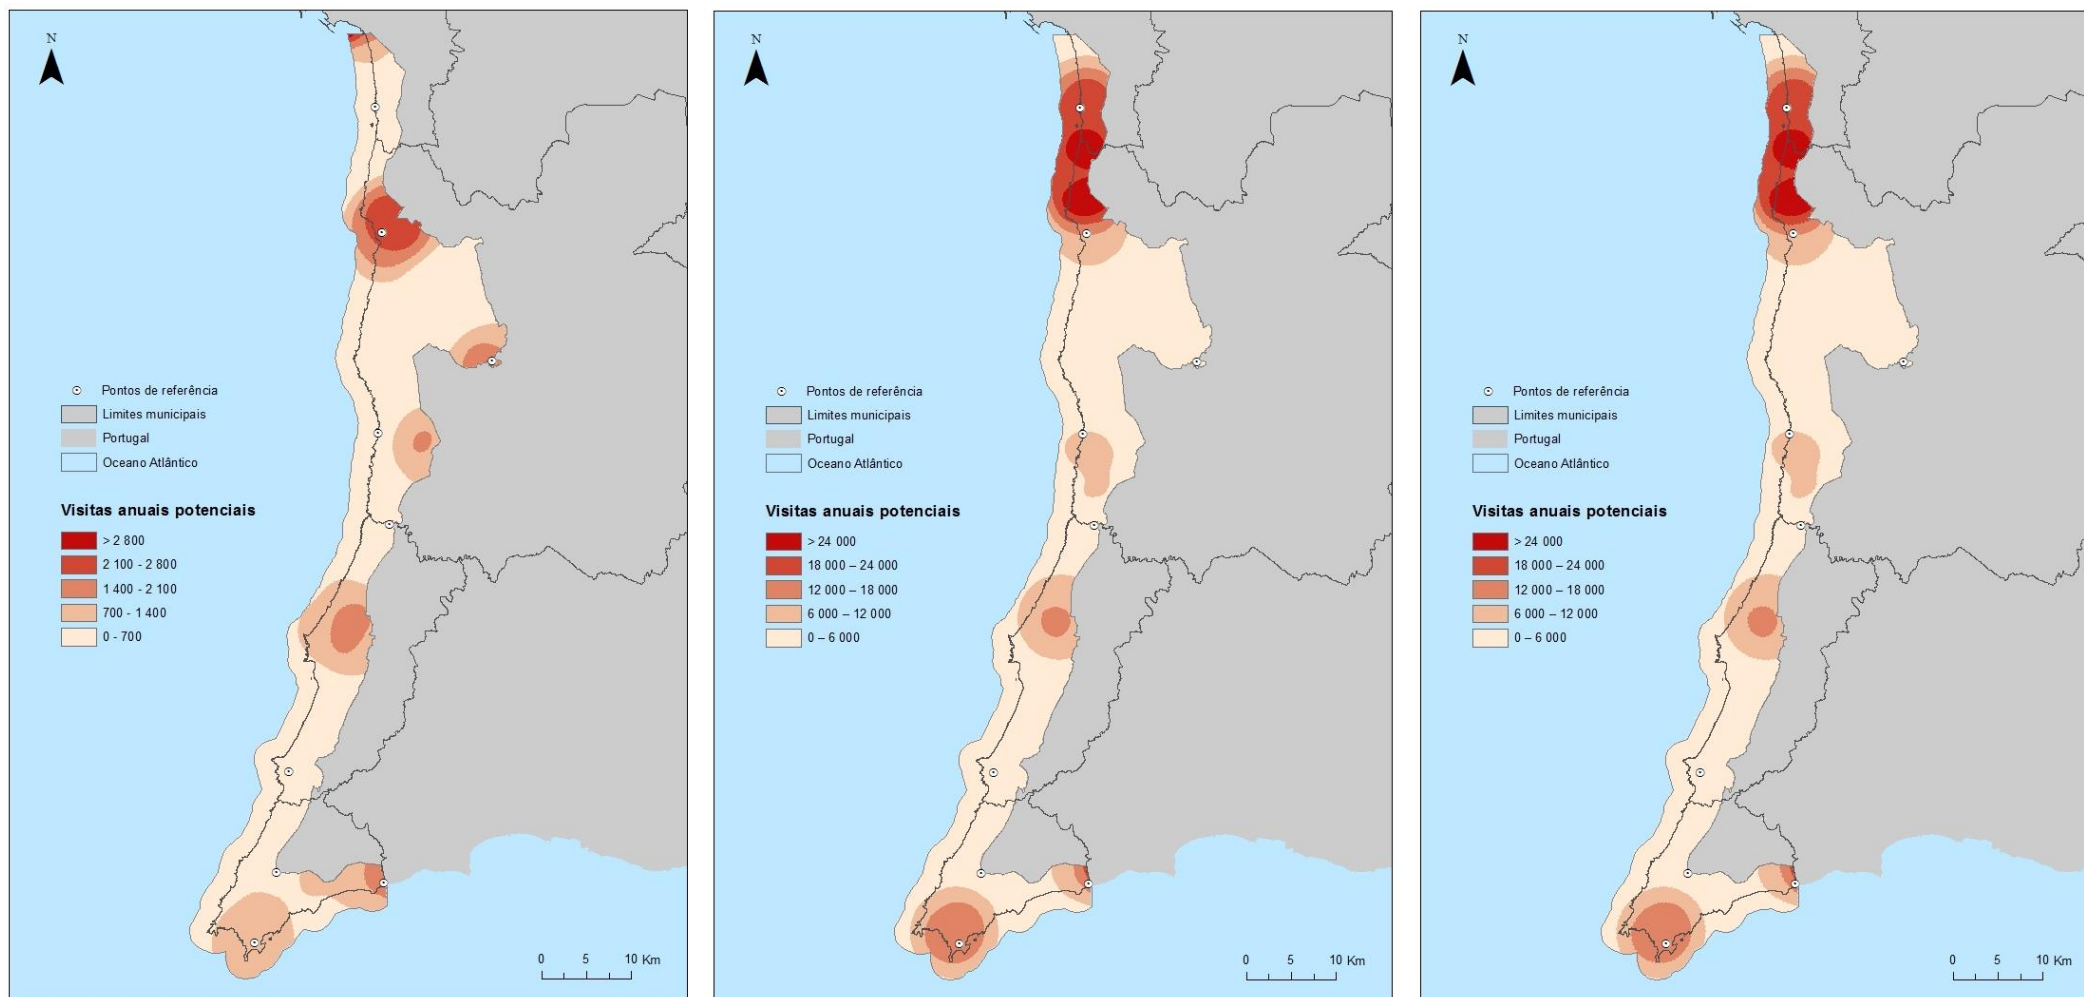 N
Pontos de referência
Limites municipais
Portugal
Oceano Atlântico
Visitas anuais potenciais
> 2 800
2 100 - 2 800
1 400 - 2 100
700 - 1 400
0 - 700
0 5 10 Km
N
Pontos de referência
Limites municipais
Portugal
Oceano Atlântico
Visitas anuais potenciais
> 24 000
18 000 – 24 000
12 000 – 18 000
6 000 – 12 000
0 – 6 000
0 5 10 Km
N
Pontos de referência
Limites municipais
Portugal
Oceano Atlântico
Visitas anuais potenciais
> 24 000
18 000 – 24 000
12 000 – 18 000
6 000 – 12 000
0 – 6 000
0 5 10 Km